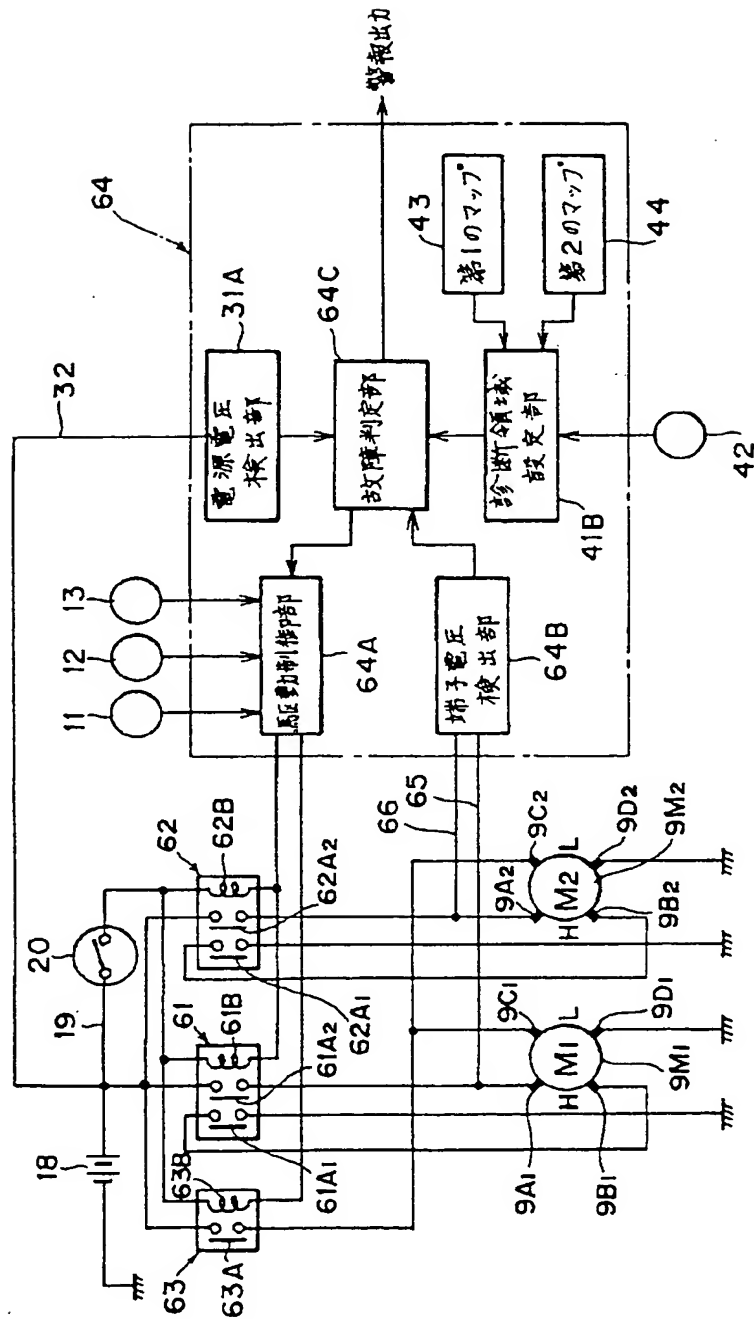 警報出力
64
第1のマップ
43
第2のマップ
44
31A
電源電圧
検出部
64C
故障判定部
診断領域
設定部
41B
42
32
13
12
11
駆動制御部
64A
端子電圧
検出部
64B
66
65
62
62B
62A2
62A1
20
19
61
61B
61A2
61A1
18
63B
63
63A
9C2
9D2
9A2
M2
H
L
9M2
9B2
9C1
9D1
9A1
M1
H
L
9M1
9B1